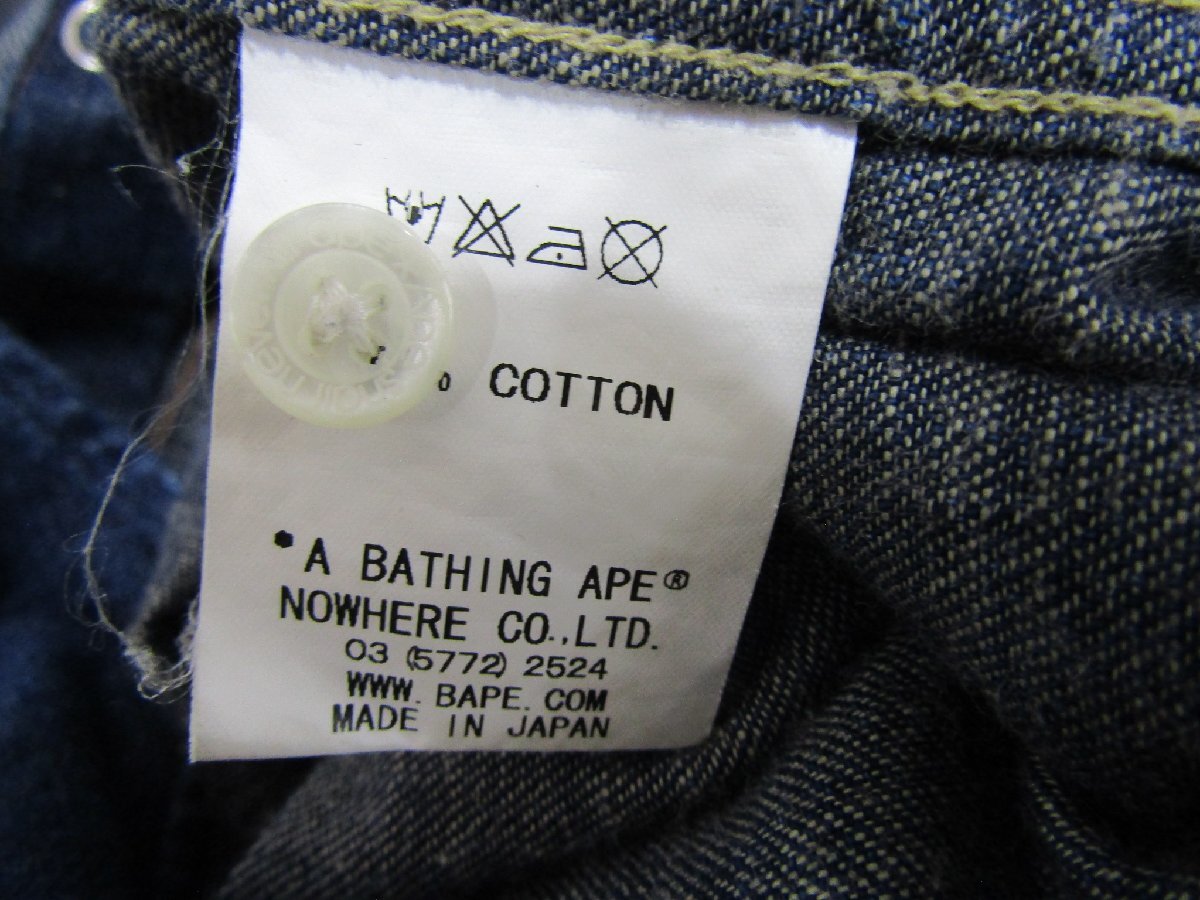 % COTTON
A BATHING APE®
NOWHERE CO.,LTD.
03 (5772) 2524
WWW.BAPE.COM
MADE IN JAPAN